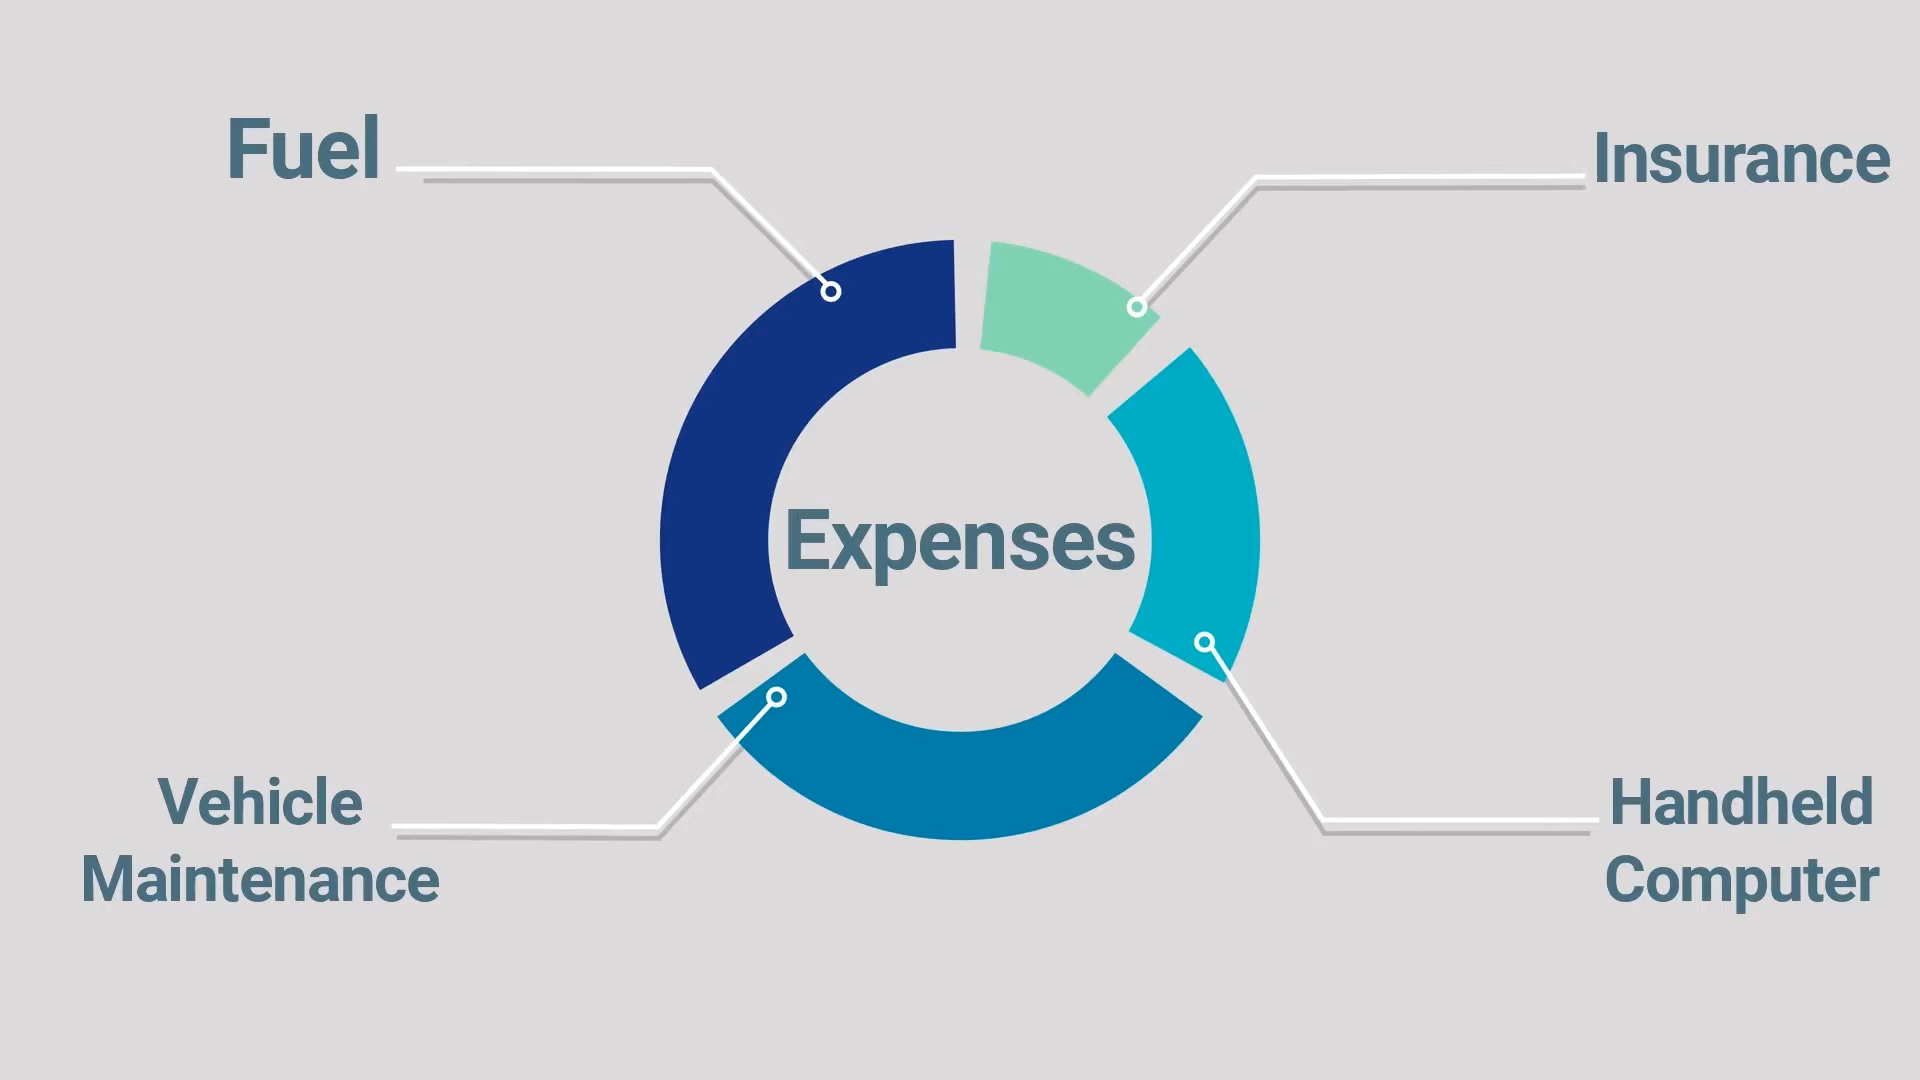 Fuel
Insurance
Expenses
Vehicle
Maintenance
Handheld
Computer